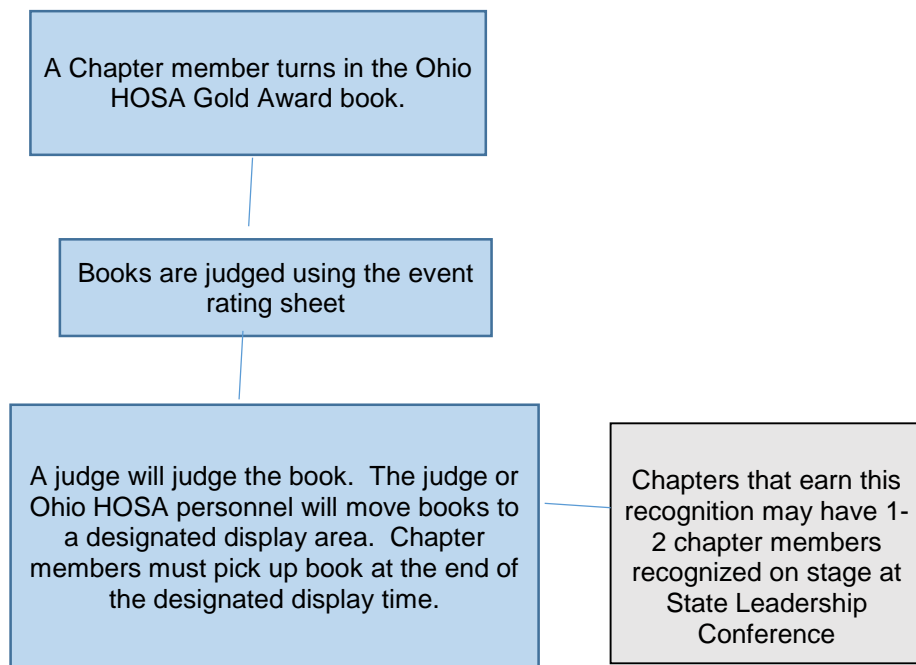 A Chapter member turns in the Ohio
HOSA Gold Award book.
Books are judged using the event
rating sheet
A judge will judge the book.  The judge or
Ohio HOSA personnel will move books to
a designated display area.  Chapter
members must pick up book at the end of
the designated display time.
Chapters that earn this
recognition may have 1-
2 chapter members
recognized on stage at
State Leadership
Conference